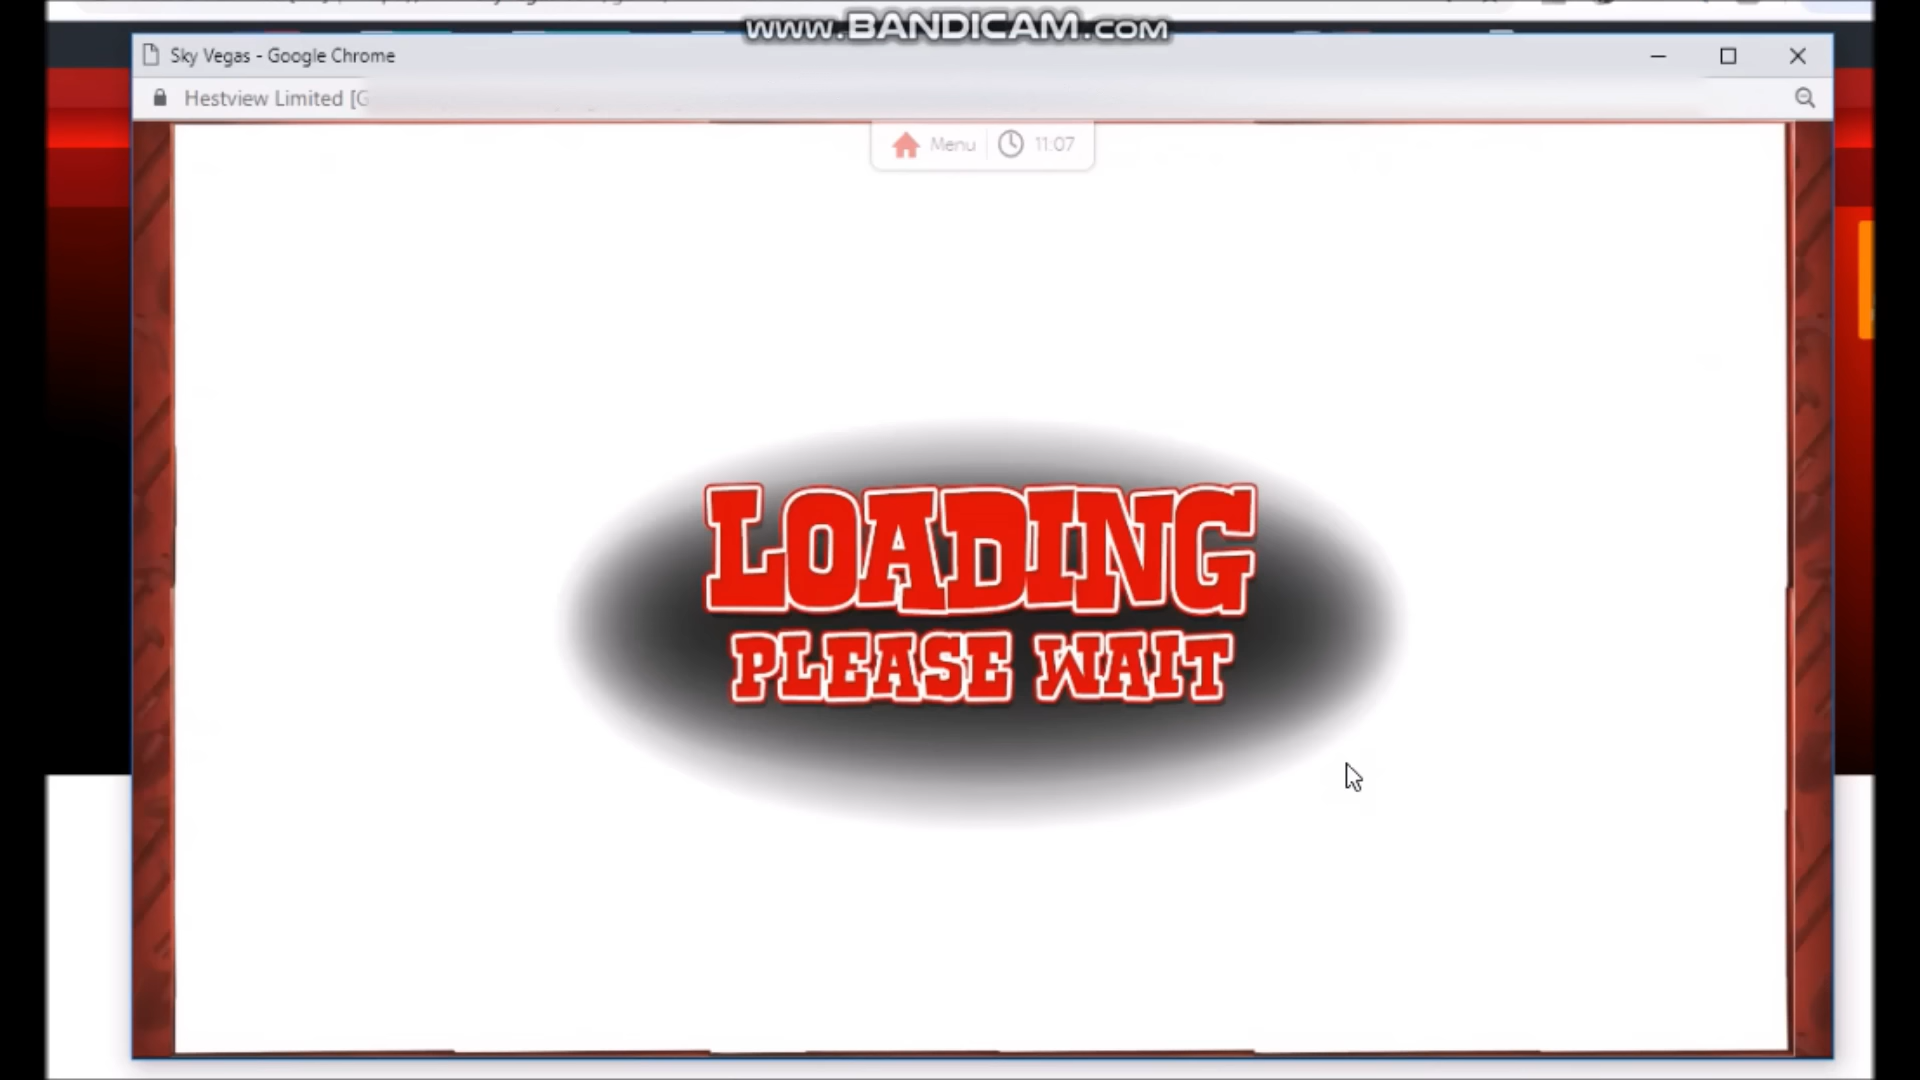 www.BANDICAM.com
Sky Vegas - Google Chrome
Hestview Limited [G
Menu 11:07
LOADING
PLEASE WAIT